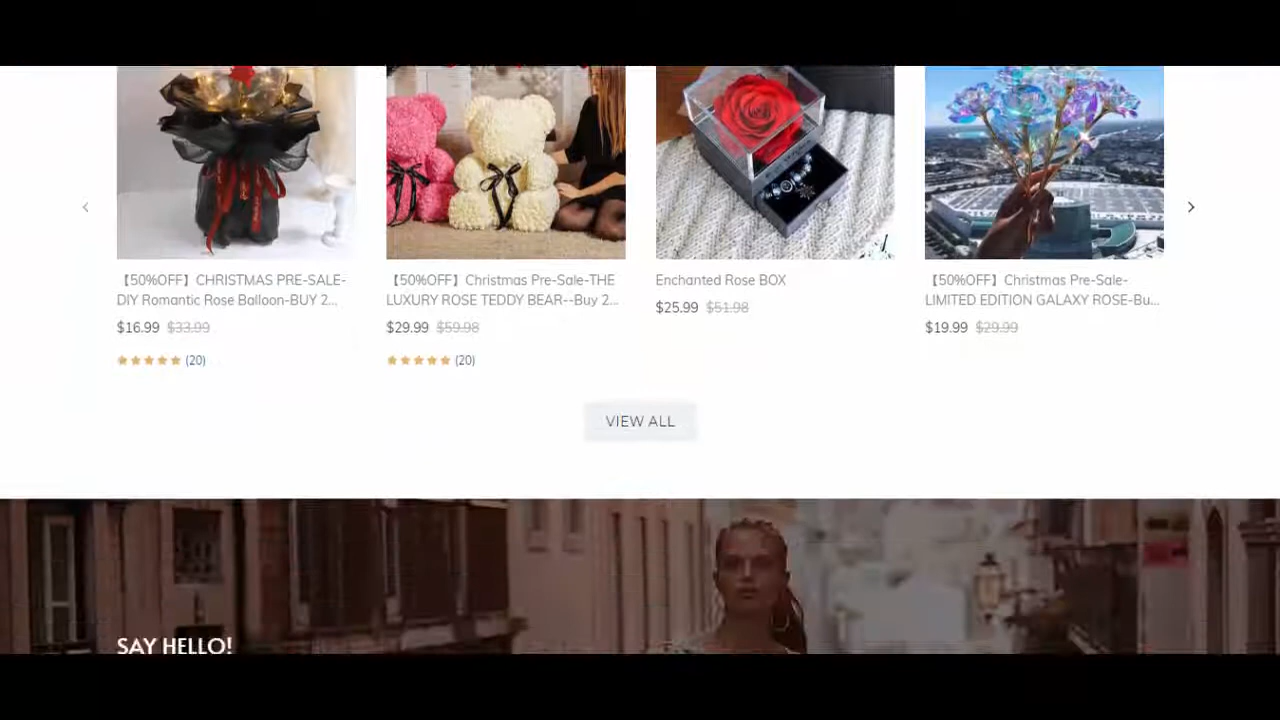 【50%OFF】CHRISTMAS PRE-SALE-
DIY Romantic Rose Balloon-BUY 2...
$16.99 $33.99
(20)
【50%OFF】Christmas Pre-Sale-THE
LUXURY ROSE TEDDY BEAR--Buy 2...
$29.99 $59.98
(20)
Enchanted Rose BOX
$25.99 $51.98
【50%OFF】Christmas Pre-Sale-
LIMITED EDITION GALAXY ROSE-Bu...
$19.99 $29.99
VIEW ALL
SAY HELLO!